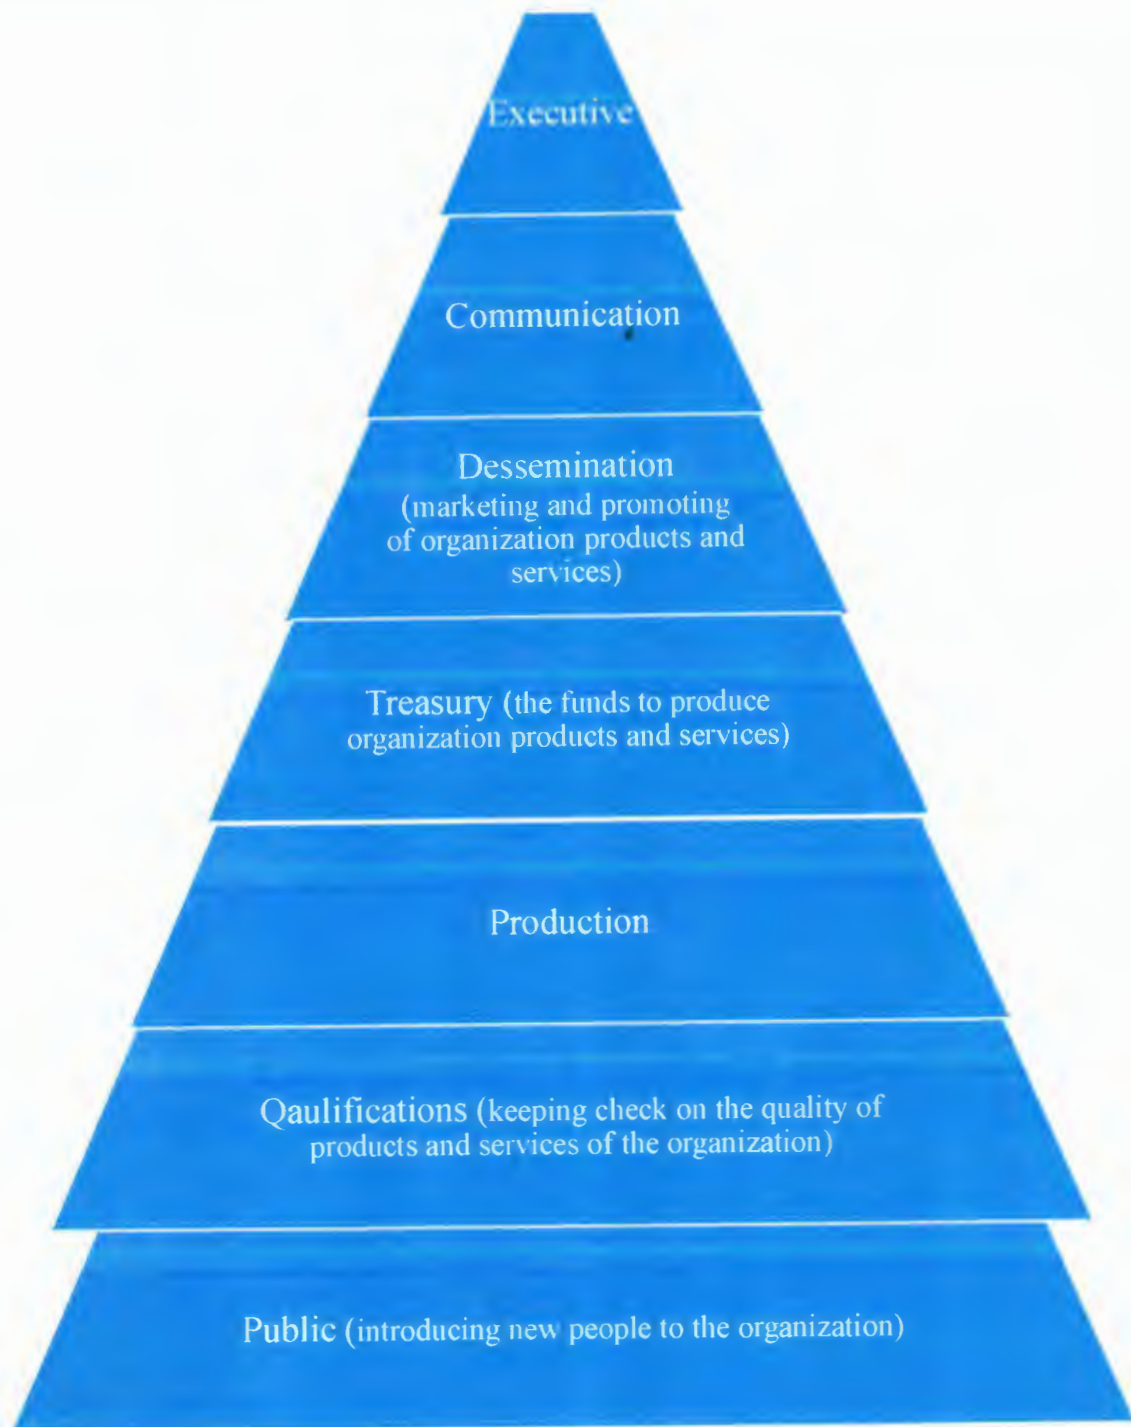 Executive
Communication
Dessemination
(marketing and promoting
of organization products and
services)
Treasury (the funds to produce
organization products and services)
Production
Qaulifications (keeping check on the quality of
products and services of the organization)
Public (introducing new people to the organization)